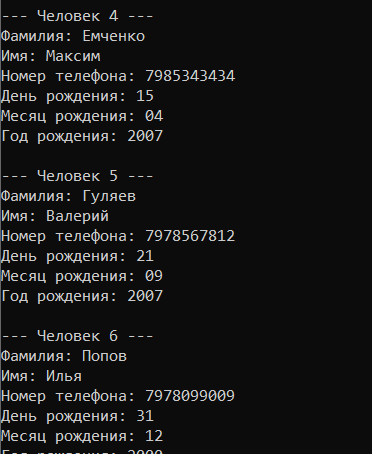 --- Человек 4 ---
Фамилия: Емченко
Имя: Максим
Номер телефона: 7985343434
День рождения: 15
Месяц рождения: 04
Год рождения: 2007
--- Человек 5 ---
Фамилия: Гуляев
Имя: Валерий
Номер телефона: 7978567812
День рождения: 21
Месяц рождения: 09
Год рождения: 2007
--- Человек 6 ---
Фамилия: Попов
Имя: Илья
Номер телефона: 7978099009
День рождения: 31
Месяц рождения: 12
Год рождения: